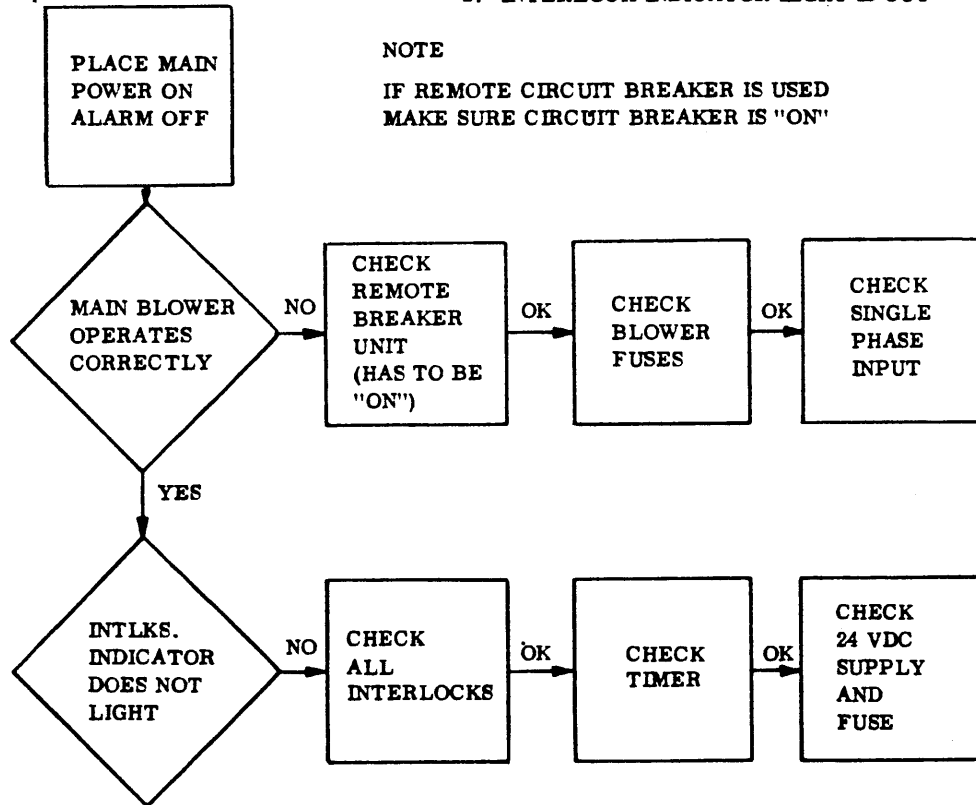 NOTE
IF REMOTE CIRCUIT BREAKER IS USED
MAKE SURE CIRCUIT BREAKER IS "ON"
PLACE MAIN
POWER ON
ALARM OFF
MAIN BLOWER
OPERATES
CORRECTLY
NO
CHECK
REMOTE
BREAKER
UNIT
(HAS TO BE
"ON")
OK
CHECK
BLOWER
FUSES
OK
CHECK
SINGLE
PHASE
INPUT
YES
INTLKS.
INDICATOR
DOES NOT
LIGHT
NO
CHECK
ALL
INTERLOCKS
OK
CHECK
TIMER
OK
CHECK
24 VDC
SUPPLY
AND
FUSE